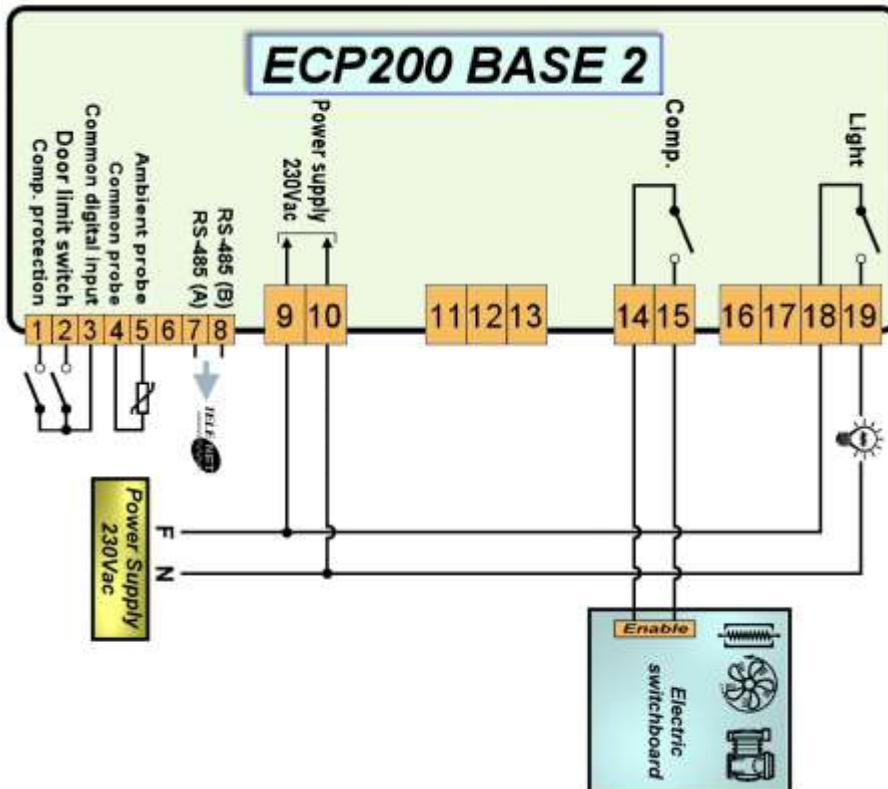 ECP200 BASE 2
Comp. protection
Door limit switch
Common digital input
Common probe
Ambient probe
RS-485 (A)
RS-485 (B)
Power supply
230Vac
Comp.
Light
1 2 3 4 5 6 7 8
9 10
11 12 13
14 15
16 17 18 19
TELENET
Power Supply
230Vac
F
N
Enable
Electric
switchboard